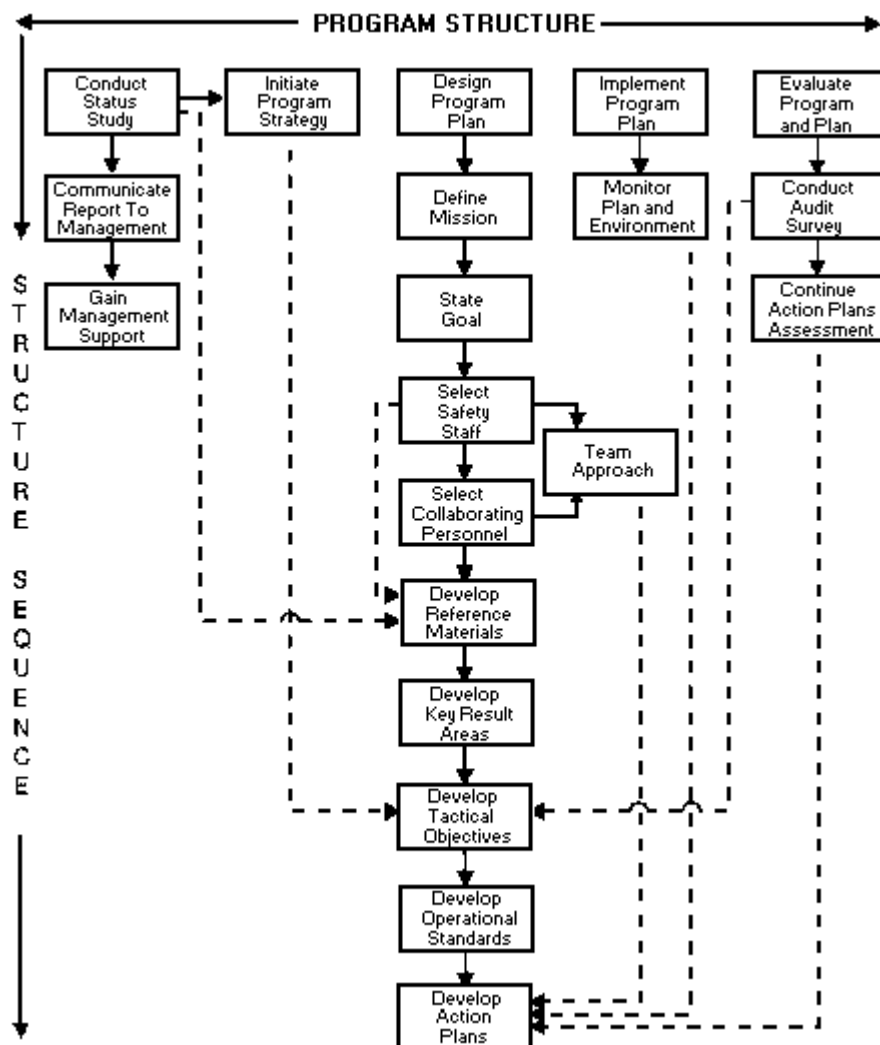 PROGRAM STRUCTURE
STRUCTURE SEQUENCE
Conduct
Status
Study
Initiate
Program
Strategy
Design
Program
Plan
Implement
Program
Plan
Evaluate
Program
and Plan
Communicate
Report To
Management
Define
Mission
Monitor
Plan and
Environment
Conduct
Audit
Survey
Gain
Management
Support
State
Goal
Continue
Action Plans
Assessment
Select
Safety
Staff
Team
Approach
Select
Collaborating
Personnel
Develop
Reference
Materials
Develop
Key Result
Areas
Develop
Tactical
Objectives
Develop
Operational
Standards
Develop
Action
Plans